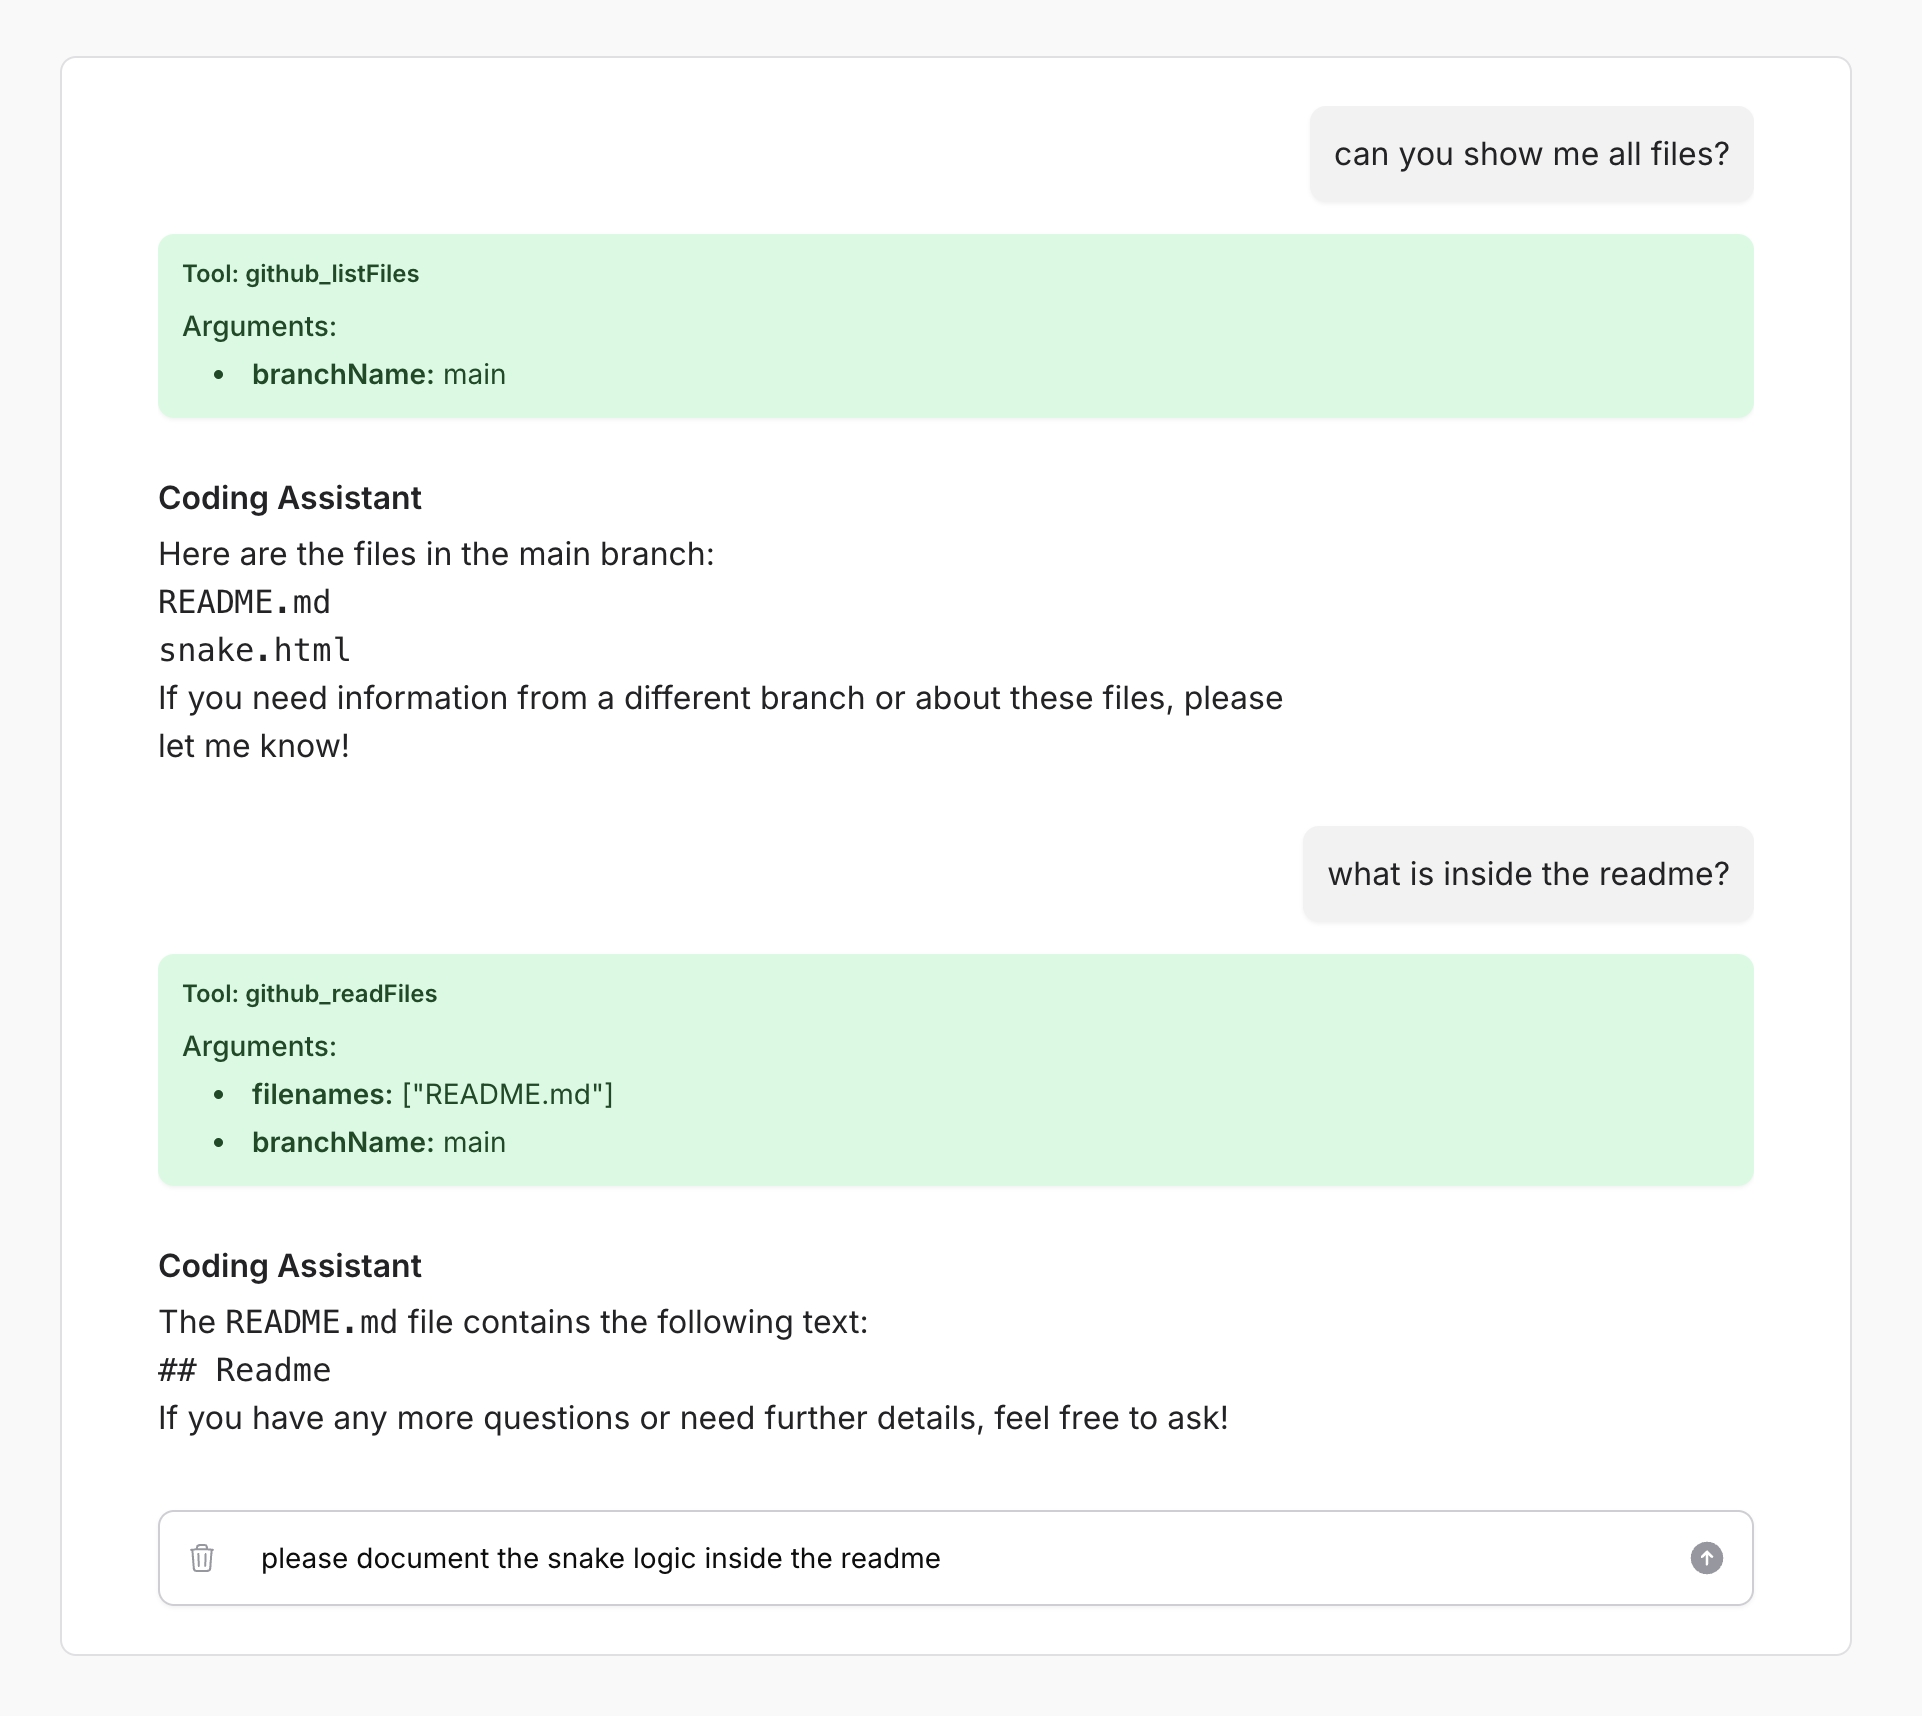 can you show me all files?
Tool: github_listFiles
Arguments:
• branchName: main
Coding Assistant
Here are the files in the main branch:
README.md
snake.html
If you need information from a different branch or about these files, please
let me know!
what is inside the readme?
Tool: github_readFiles
Arguments:
• filenames: ["README.md"]
• branchName: main
Coding Assistant
The README.md file contains the following text:
## Readme
If you have any more questions or need further details, feel free to ask!
please document the snake logic inside the readme